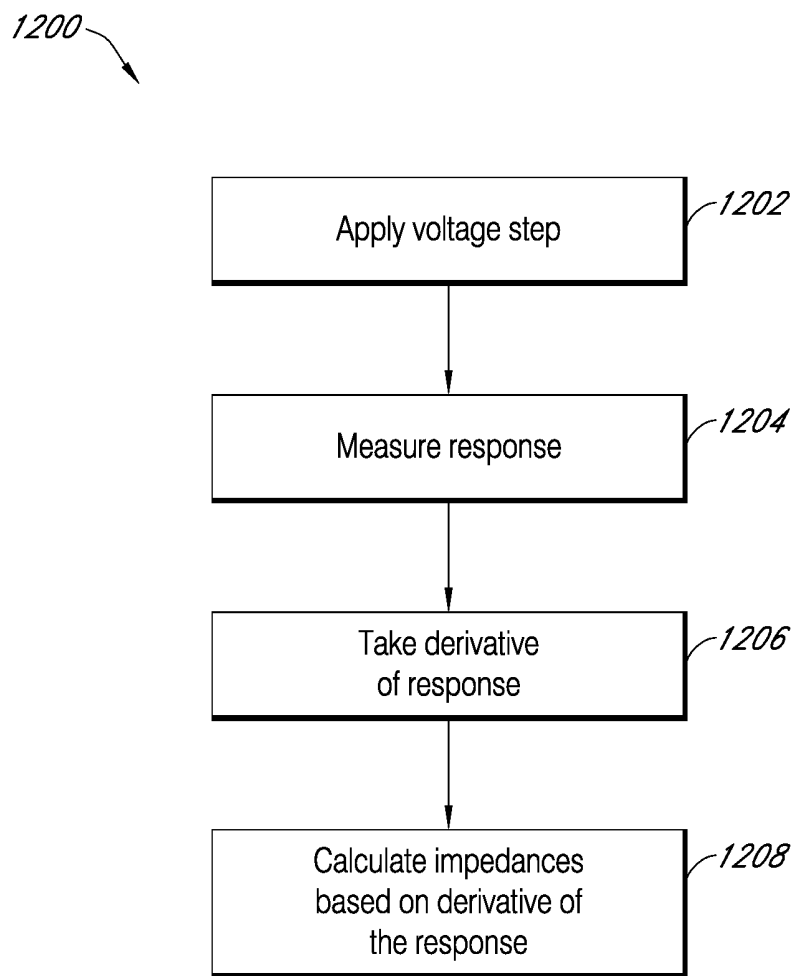 1200
Apply voltage step
1202
Measure response
1204
Take derivative
of response
1206
Calculate impedances
based on derivative of
the response
1208